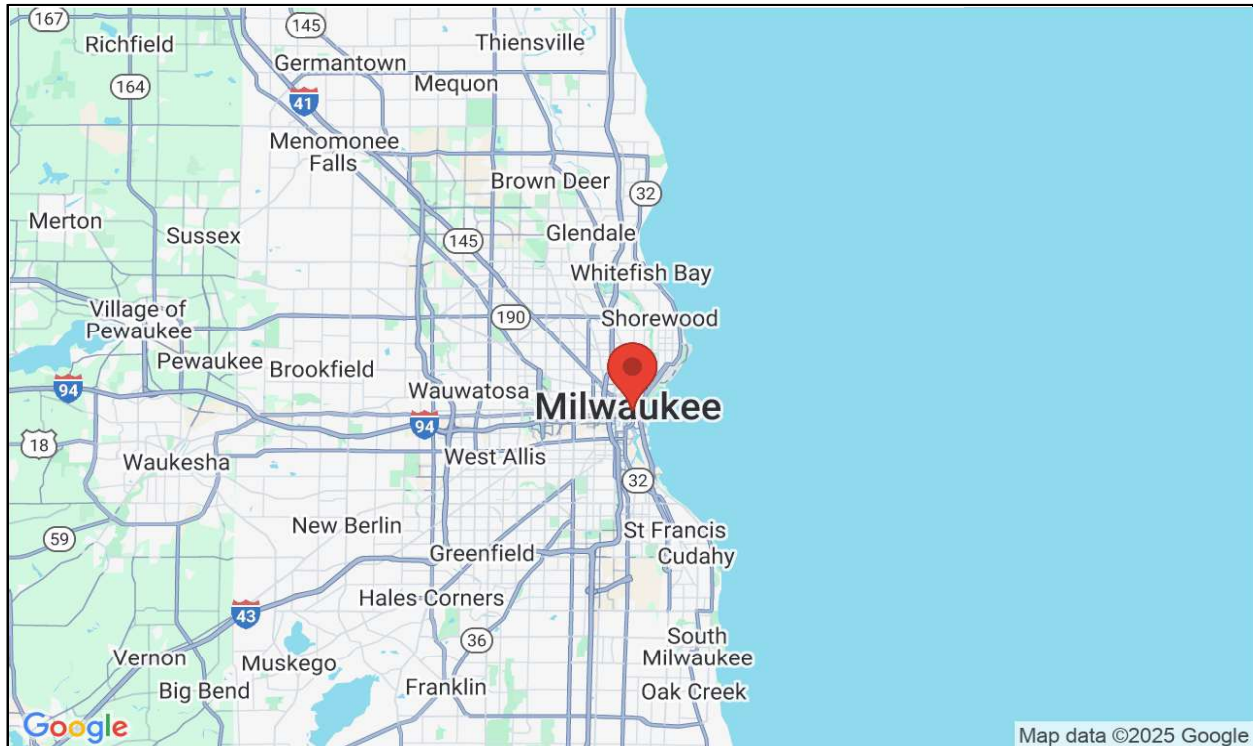 167
Richfield
145
Thiensville
Germantown
Mequon
164
41
Menomonee
Falls
Brown Deer
32
Merton
Sussex
145
Glendale
Whitefish Bay
Village of
Pewaukee
190
Shorewood
Pewaukee
Brookfield
94
Wauwatosa
Milwaukee
94
18
Waukesha
West Allis
32
New Berlin
St Francis
59
Greenfield
Cudahy
Hales Corners
43
36
South
Milwaukee
Vernon
Muskego
Big Bend
Franklin
Oak Creek
Google
Map data ©2025 Google